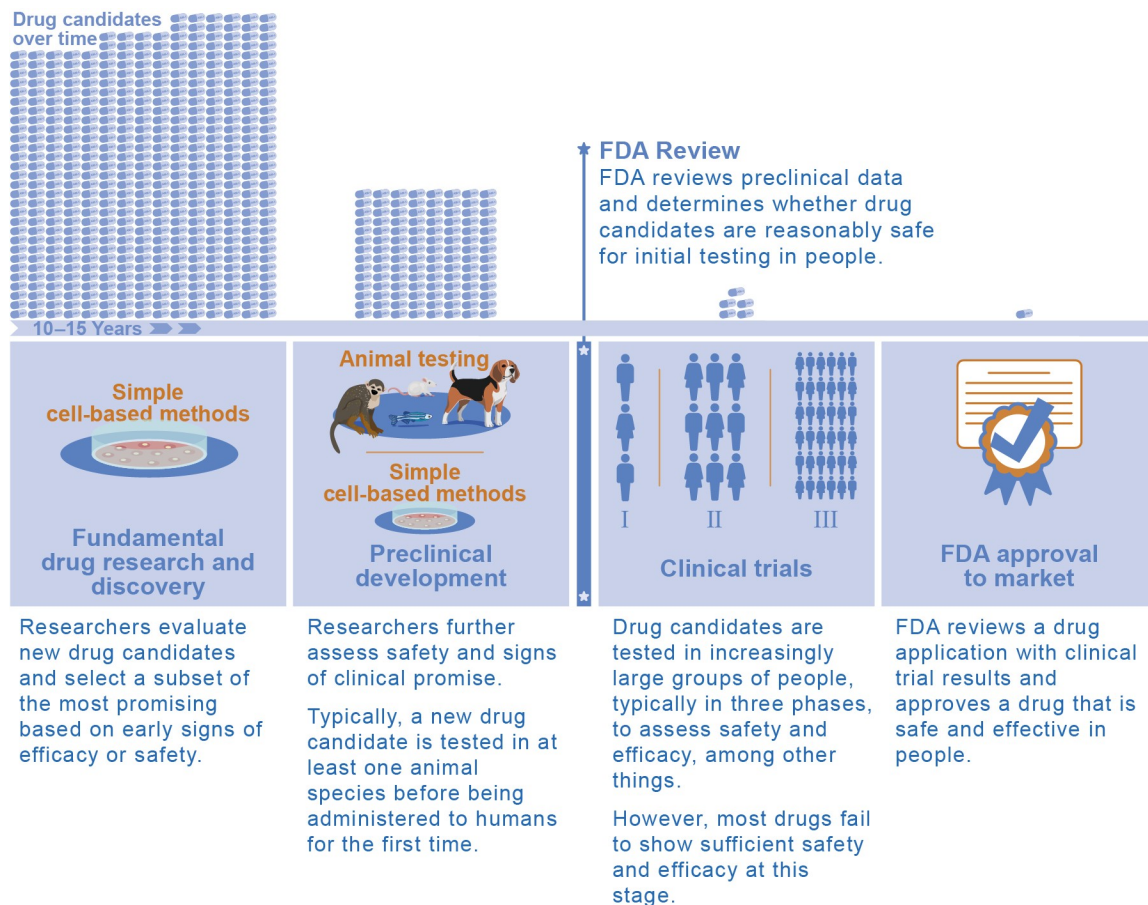 Drug candidates
over time
FDA Review
FDA reviews preclinical data
and determines whether drug
candidates are reasonably safe
for initial testing in people.
10–15 Years
Simple
cell-based methods
Fundamental
drug research and
discovery
Researchers evaluate
new drug candidates
and select a subset of
the most promising
based on early signs of
efficacy or safety.
Animal testing
Simple
cell-based methods
Preclinical
development
Researchers further
assess safety and signs
of clinical promise.
Typically, a new drug
candidate is tested in at
least one animal
species before being
administered to humans
for the first time.
I
II
III
Clinical trials
Drug candidates are
tested in increasingly
large groups of people,
typically in three phases,
to assess safety and
efficacy, among other
things.
However, most drugs fail
to show sufficient safety
and efficacy at this
stage.
FDA approval
to market
FDA reviews a drug
application with clinical
trial results and
approves a drug that is
safe and effective in
people.